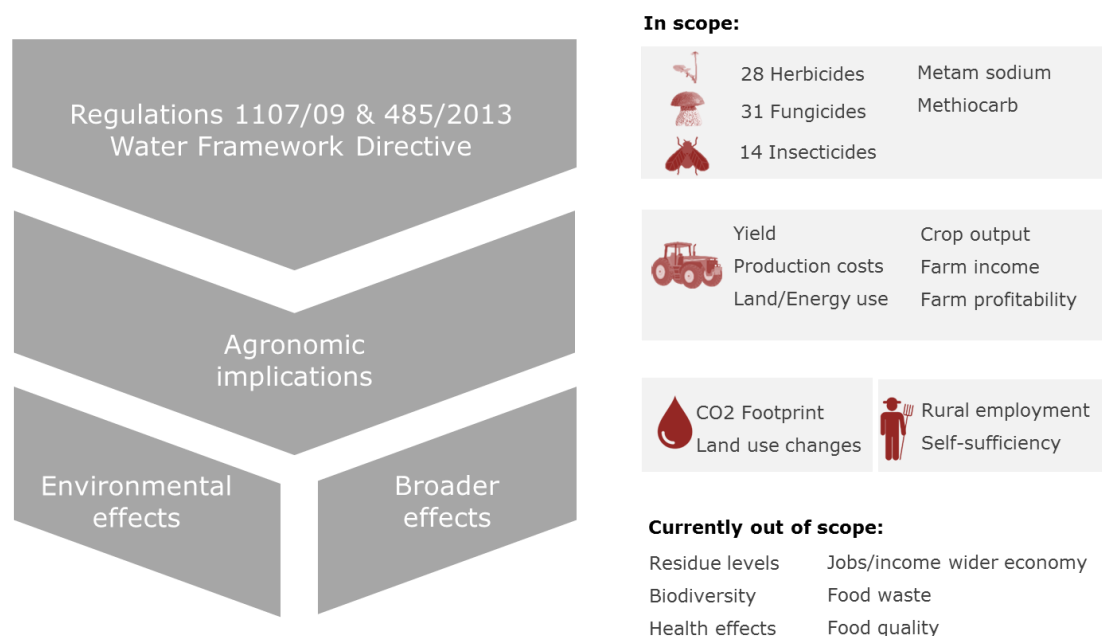 Regulations 1107/09 & 485/2013
Water Framework Directive
Agronomic
implications
Environmental
effects
Broader
effects
In scope:
28 Herbicides
31 Fungicides
14 Insecticides
Metam sodium
Methiocarb
Yield
Production costs
Land/Energy use
Crop output
Farm income
Farm profitability
CO2 Footprint
Land use changes
Rural employment
Self-sufficiency
Currently out of scope:
Residue levels
Biodiversity
Health effects
Jobs/income wider economy
Food waste
Food quality